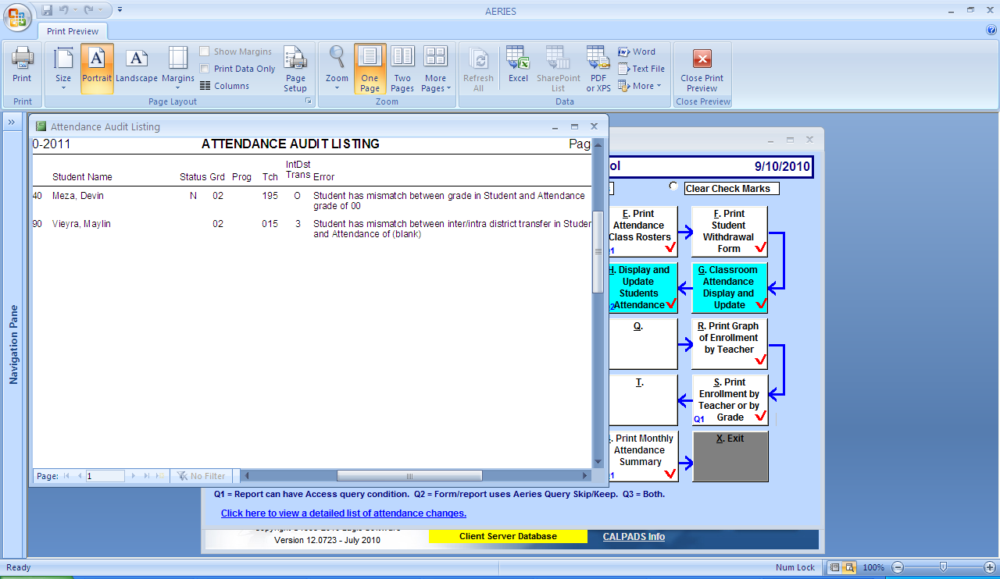 AERIES
Print Preview
Print
Size
Portrait
Landscape
Margins
Show Margins
Print Data Only
Columns
Page Setup
Zoom
One Page
Two Pages
More Pages
Refresh All
Excel
SharePoint List
PDF or XPS
Word
Text File
More
Close Print Preview
Print
Page Layout
Zoom
Data
Close Preview
Navigation Pane
Attendance Audit Listing
0-2011 ATTENDANCE AUDIT LISTING Pag
Student Name Status Grd Prog Tch IntDst Trans Error
40 Meza, Devin N 02 195 O Student has mismatch between grade in Student and Attendance
grade of 00
90 Vieyra, Maylin 02 015 3 Student has mismatch between inter/intra district transfer in Studen
and Attendance of (blank)
Page: 1 No Filter
ol 9/10/2010
Clear Check Marks
E. Print
Attendance
Class Rosters
Q1
F. Print
Student
Withdrawal
Form
H. Display and
Update
Students
Attendance
G. Classroom
Attendance
Display and
Update
Q.
R. Print Graph
of Enrollment
by Teacher
T.
S. Print
Enrollment by
Teacher or by
Grade
Q1
. Print Monthly
Attendance
Summary
X. Exit
Q1 = Report can have Access query condition. Q2 = Form/report uses Aeries Query Skip/Keep. Q3 = Both.
Click here to view a detailed list of attendance changes.
Version 12.0723 - July 2010
Client Server Database
CALPADS Info
Ready
Num Lock
100%